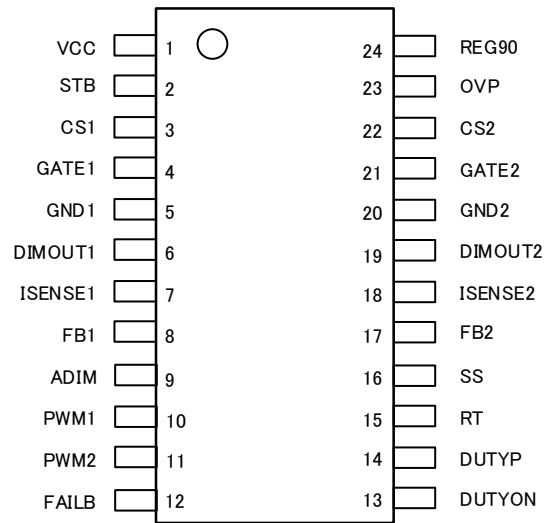 VCC 1 24 REG90
STB 2 23 OVP
CS1 3 22 CS2
GATE1 4 21 GATE2
GND1 5 20 GND2
DIMOUT1 6 19 DIMOUT2
ISENSE1 7 18 ISENSE2
FB1 8 17 FB2
ADIM 9 16 SS
PWM1 10 15 RT
PWM2 11 14 DUTYP
FAILB 12 13 DUTYON